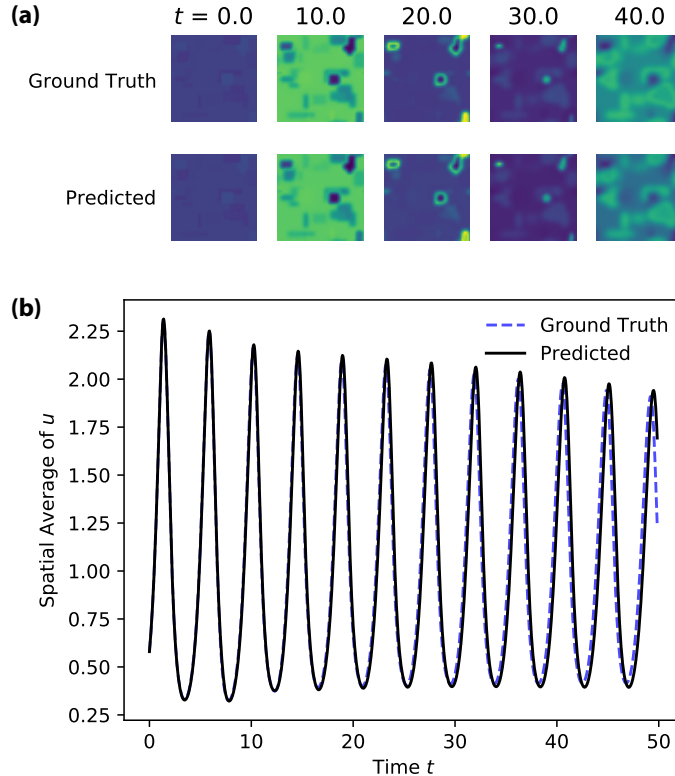 (a)
t = 0.0 10.0 20.0 30.0 40.0
Ground Truth
Predicted
(b)
Ground Truth
Predicted
2.25
2.00
1.75
1.50
1.25
1.00
0.75
0.50
0.25
Spatial Average of u
0 10 20 30 40 50
Time t